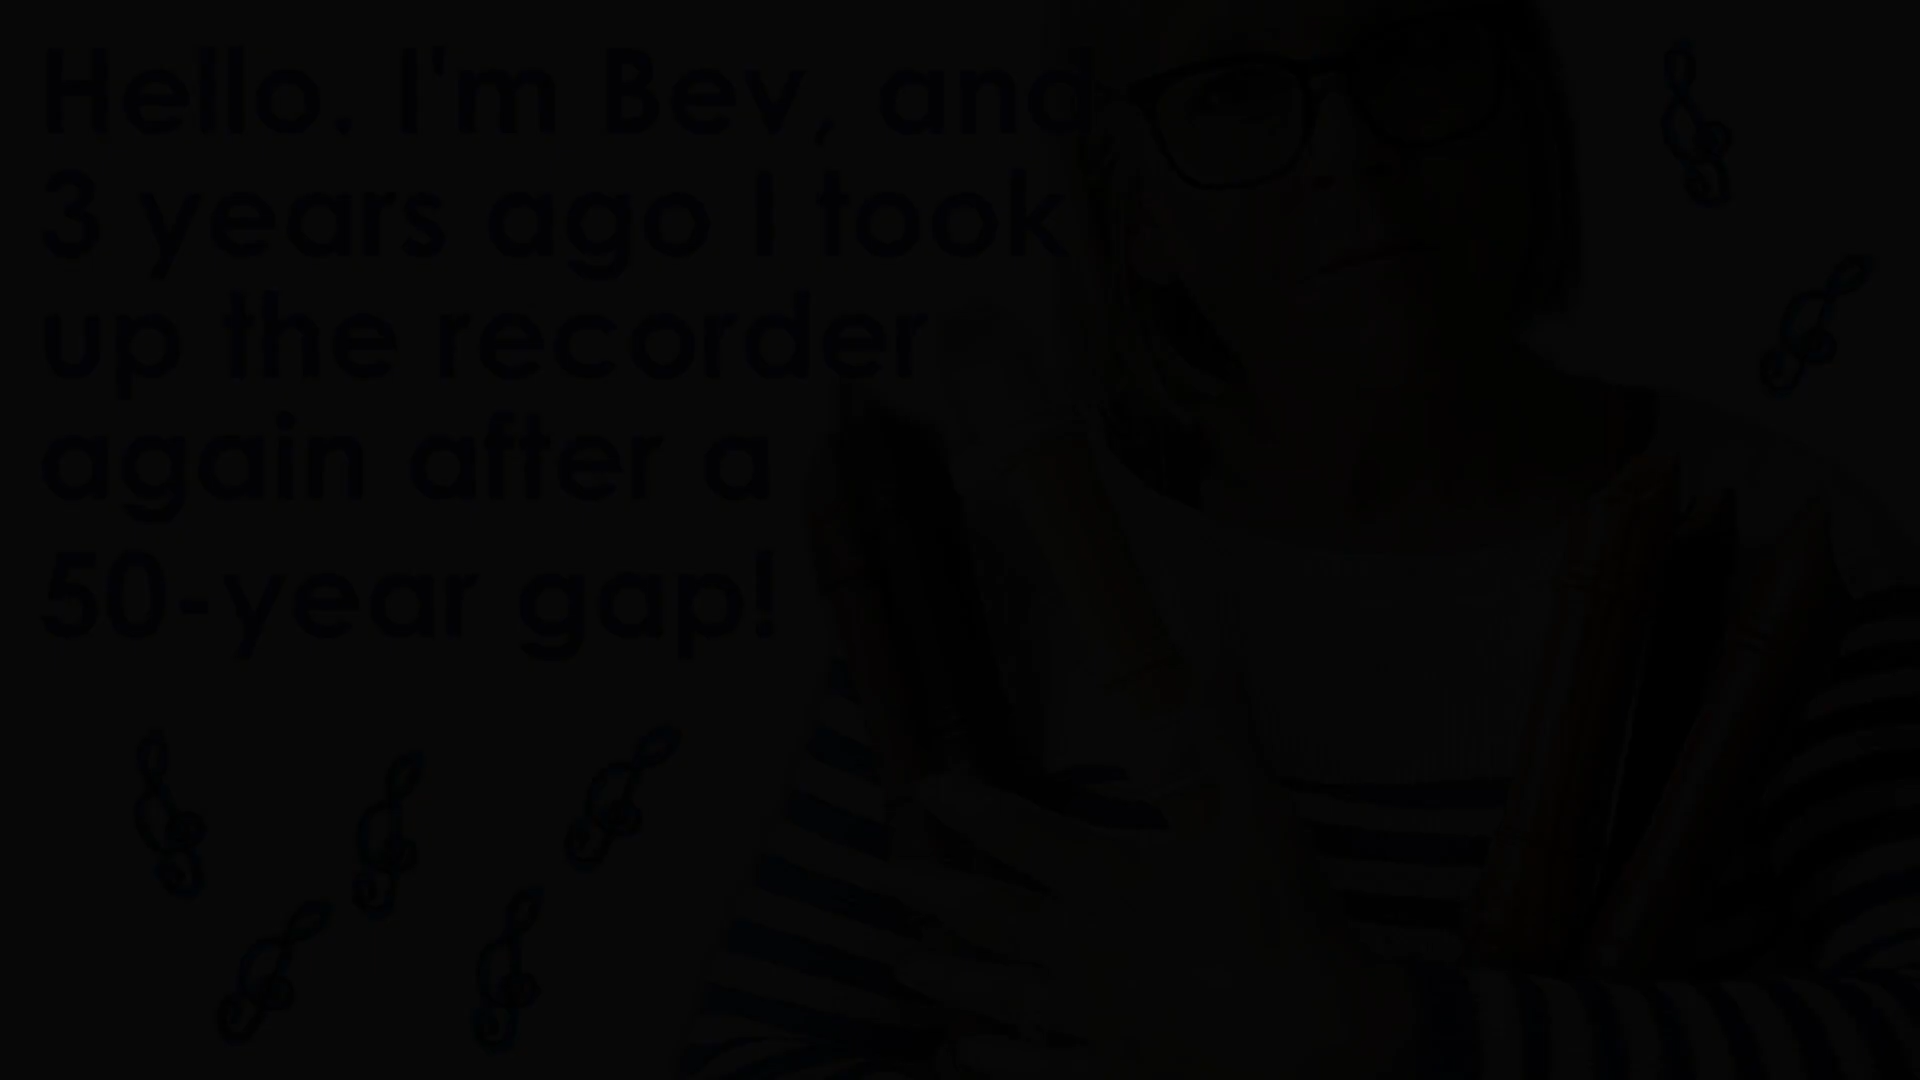 Hello, I'm Bev, and
3 years ago I took
up the recorder
again after a
50-year gap!